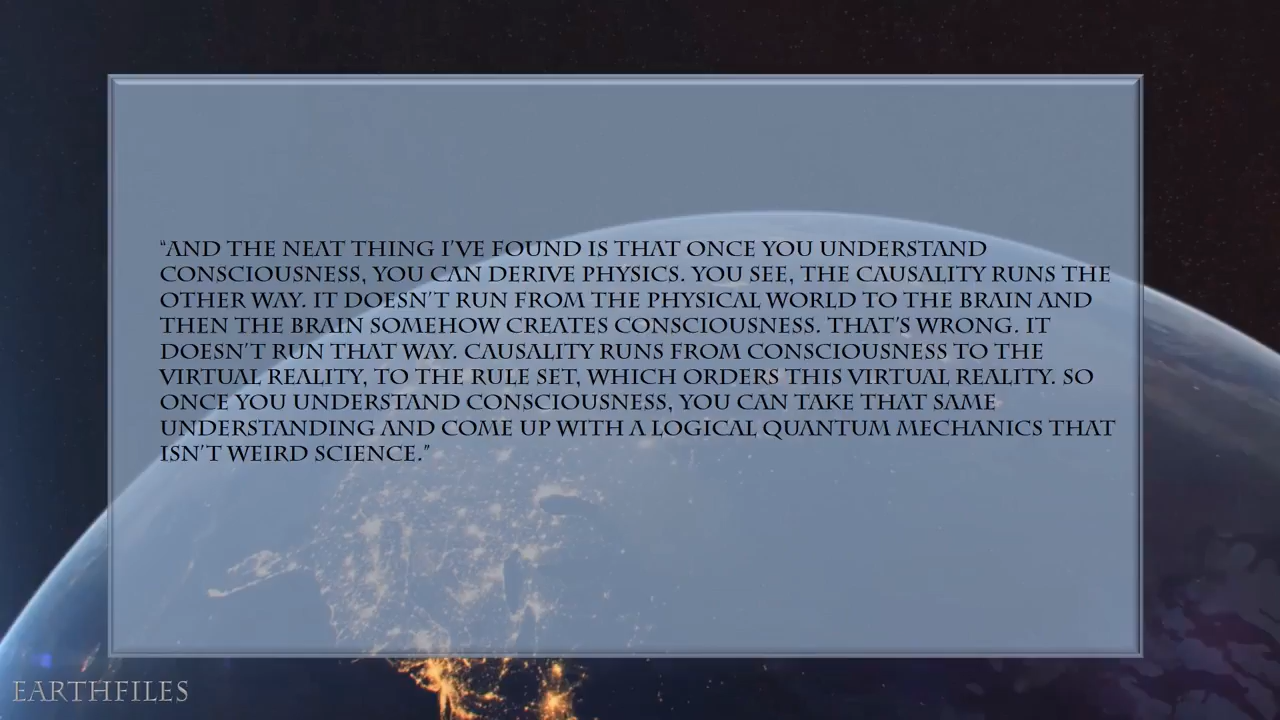 “AND THE NEAT THING I’VE FOUND IS THAT ONCE YOU UNDERSTAND
CONSCIOUSNESS, YOU CAN DERIVE PHYSICS. YOU SEE, THE CAUSALITY RUNS THE
OTHER WAY. IT DOESN’T RUN FROM THE PHYSICAL WORLD TO THE BRAIN AND
THEN THE BRAIN SOMEHOW CREATES CONSCIOUSNESS. THAT’S WRONG. IT
DOESN’T RUN THAT WAY. CAUSALITY RUNS FROM CONSCIOUSNESS TO THE
VIRTUAL REALITY, TO THE RULE SET, WHICH ORDERS THIS VIRTUAL REALITY. SO
ONCE YOU UNDERSTAND CONSCIOUSNESS, YOU CAN TAKE THAT SAME
UNDERSTANDING AND COME UP WITH A LOGICAL QUANTUM MECHANICS THAT
ISN’T WEIRD SCIENCE.”
EARTHFILES